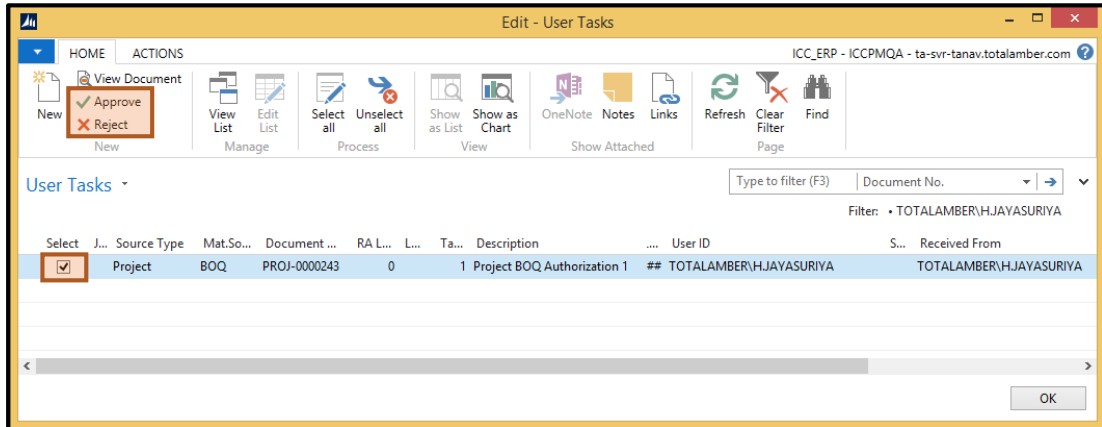 Edit - User Tasks
HOME ACTIONS ICC_ERP - ICCPMQA - ta-svr-tanav.totalamber.com
New View Document Approve Reject View List Edit List Select all Unselect all Show as List Show as Chart OneNote Notes Links Refresh Clear Filter Find
New Manage Process View Show Attached Page
User Tasks Type to filter (F3) Document No.
Filter: • TOTALAMBER\H.JAYASURIYA
Select J... Source Type Mat.So... Document ... RA L... L... Ta... Description .... User ID S... Received From
Project BOQ PROJ-0000243 0 1 Project BOQ Authorization 1 ## TOTALAMBER\H.JAYASURIYA TOTALAMBER\H.JAYASURIYA
OK